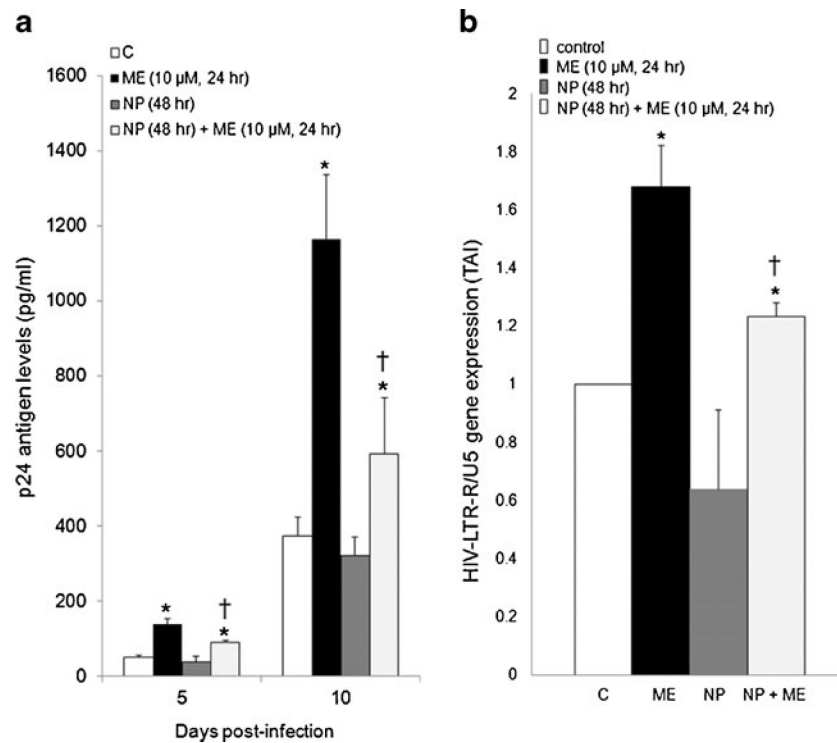 a
C
ME (10 µM, 24 hr)
NP (48 hr)
NP (48 hr) + ME (10 µM, 24 hr)
p24 antigen levels (pg/ml)
1600
1400
1200
1000
800
600
400
200
0
*
†
*
*
†
*
5
10
Days post-infection
b
control
ME (10 µM, 24 hr)
NP (48 hr)
NP (48 hr) + ME (10 µM, 24 hr)
HIV-LTR-R/U5 gene expression (TAI)
2
1.8
1.6
1.4
1.2
1
0.8
0.6
0.4
0.2
0
*
†
*
C
ME
NP
NP + ME